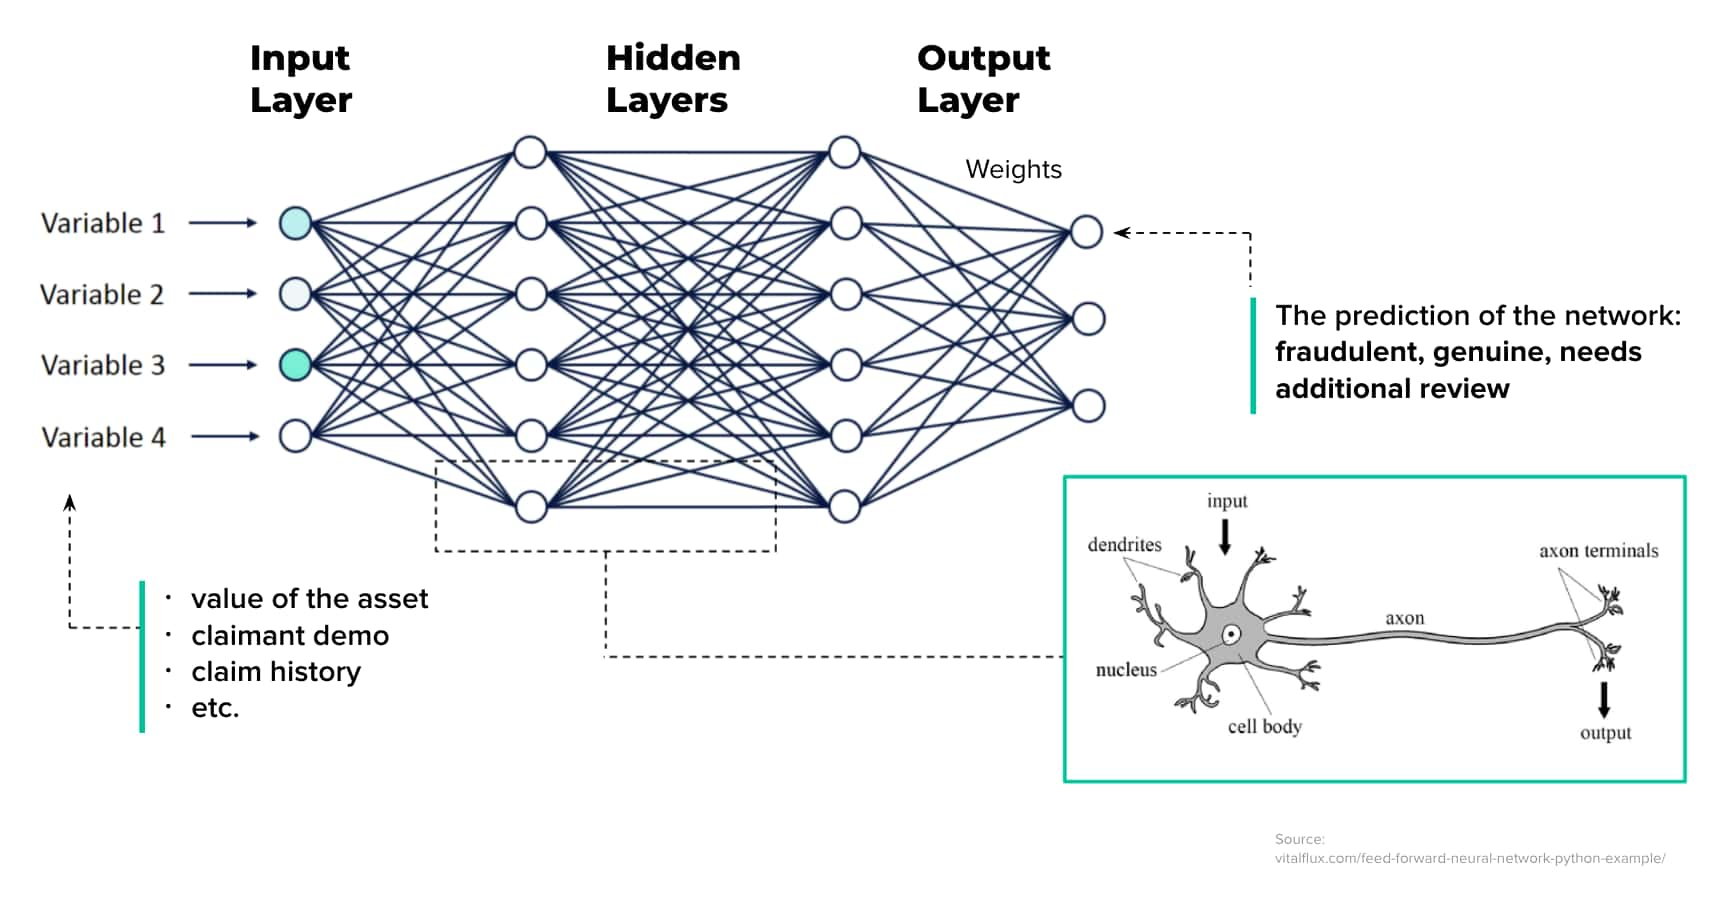 Input
Layer
Hidden
Layers
Output
Layer
Weights
Variable 1
Variable 2
Variable 3
Variable 4
The prediction of the network:
fraudulent, genuine, needs
additional review
· value of the asset
· claimant demo
· claim history
· etc.
input
dendrites
axon terminals
axon
nucleus
cell body
output
Source:
vitalflux.com/feed-forward-neural-network-python-example/